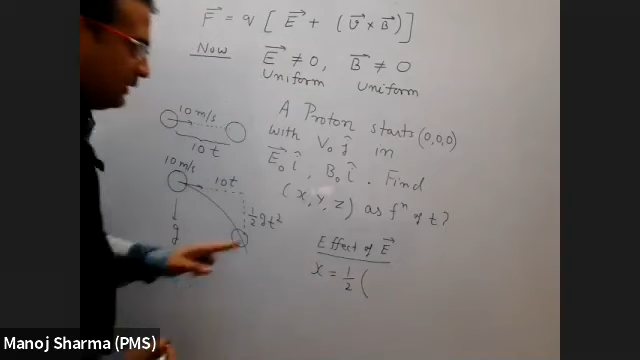 F⃗ = q [ E⃗ + (v⃗ × B⃗) ]
Now E⃗ ≠ 0, B⃗ ≠ 0
Uniform Uniform
A Proton starts (0,0,0)
with V₀ ĵ in
E⃗₀ î, B₀ î. Find
(x, y, z) as fⁿ of t?
10 m/s
10 t
10 m/s
10t
½gt²
g
Effect of E⃗
x = ½ (
Manoj Sharma (PMS)